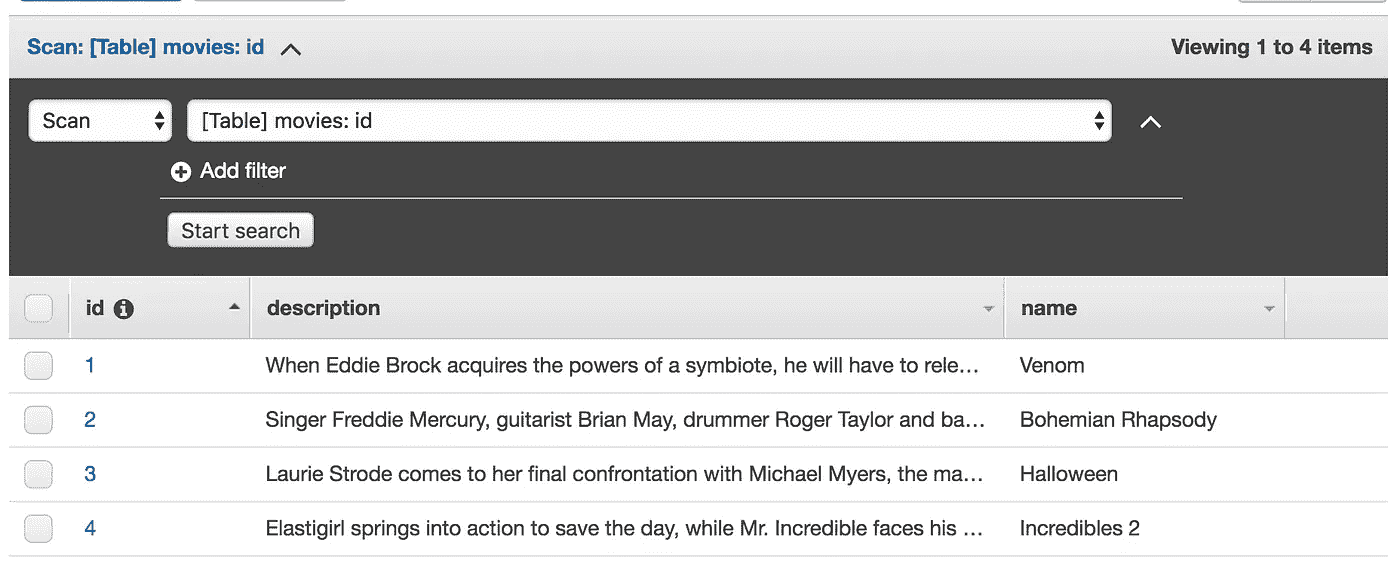 Scan: [Table] movies: id Viewing 1 to 4 items
Scan [Table] movies: id
Add filter
Start search
id description name
1 When Eddie Brock acquires the powers of a symbiote, he will have to rele… Venom
2 Singer Freddie Mercury, guitarist Brian May, drummer Roger Taylor and ba… Bohemian Rhapsody
3 Laurie Strode comes to her final confrontation with Michael Myers, the ma… Halloween
4 Elastigirl springs into action to save the day, while Mr. Incredible faces his … Incredibles 2